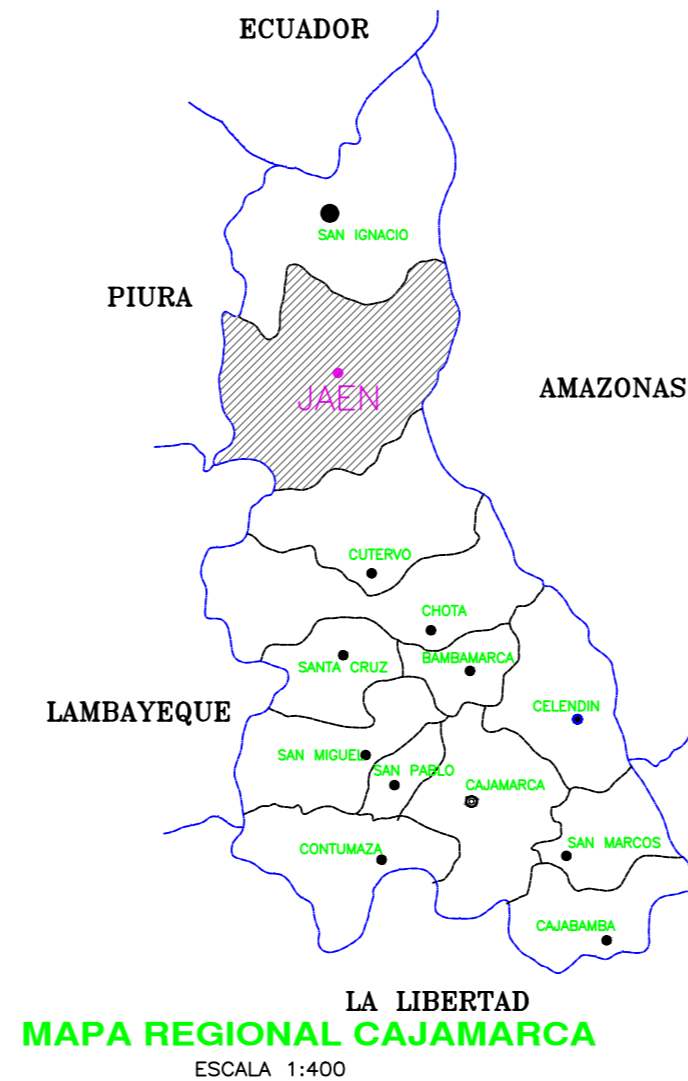 ECUADOR
SAN IGNACIO
PIURA
JAEN
AMAZONAS
CUTERVO
CHOTA
BAMBAMARCA
SANTA CRUZ
LAMBAYEQUE
CELENDIN
SAN MIGUEL
SAN PABLO
CAJAMARCA
SAN MARCOS
CONTUMAZA
CAJABAMBA
LA LIBERTAD
MAPA REGIONAL CAJAMARCA
ESCALA 1:400